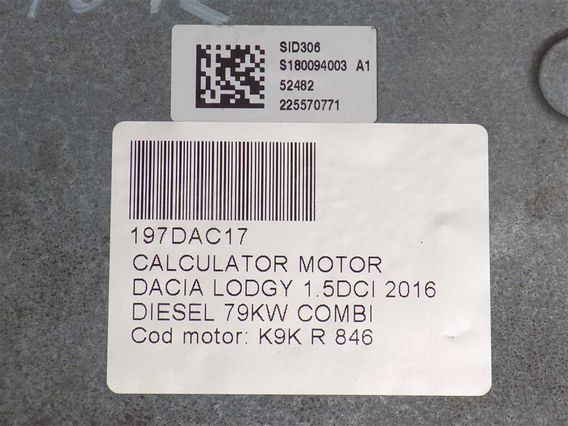 SID306
S180094003 A1
52482
225570771
197DAC17
CALCULATOR MOTOR
DACIA LODGY 1.5DCI 2016
DIESEL 79KW COMBI
Cod motor: K9K R 846